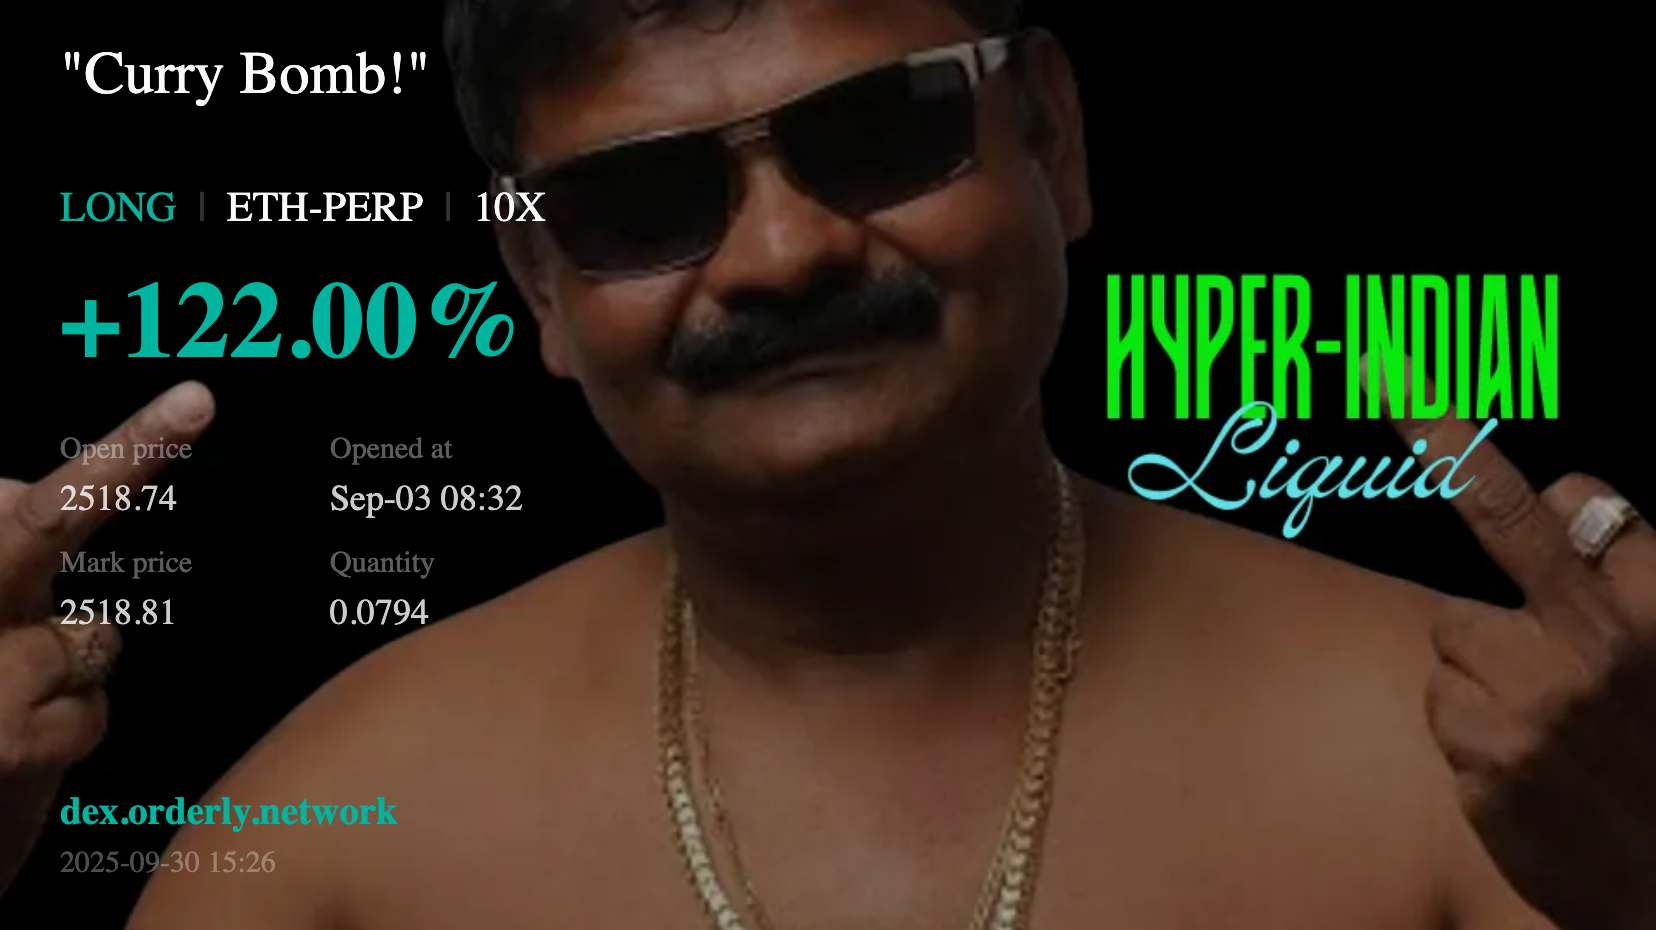 "Curry Bomb!"
LONG | ETH-PERP | 10X
+122.00%
HYPER-INDIAN
Liquid
Open price Opened at
2518.74 Sep-03 08:32
Mark price Quantity
2518.81 0.0794
dex.orderly.network
2025-09-30 15:26